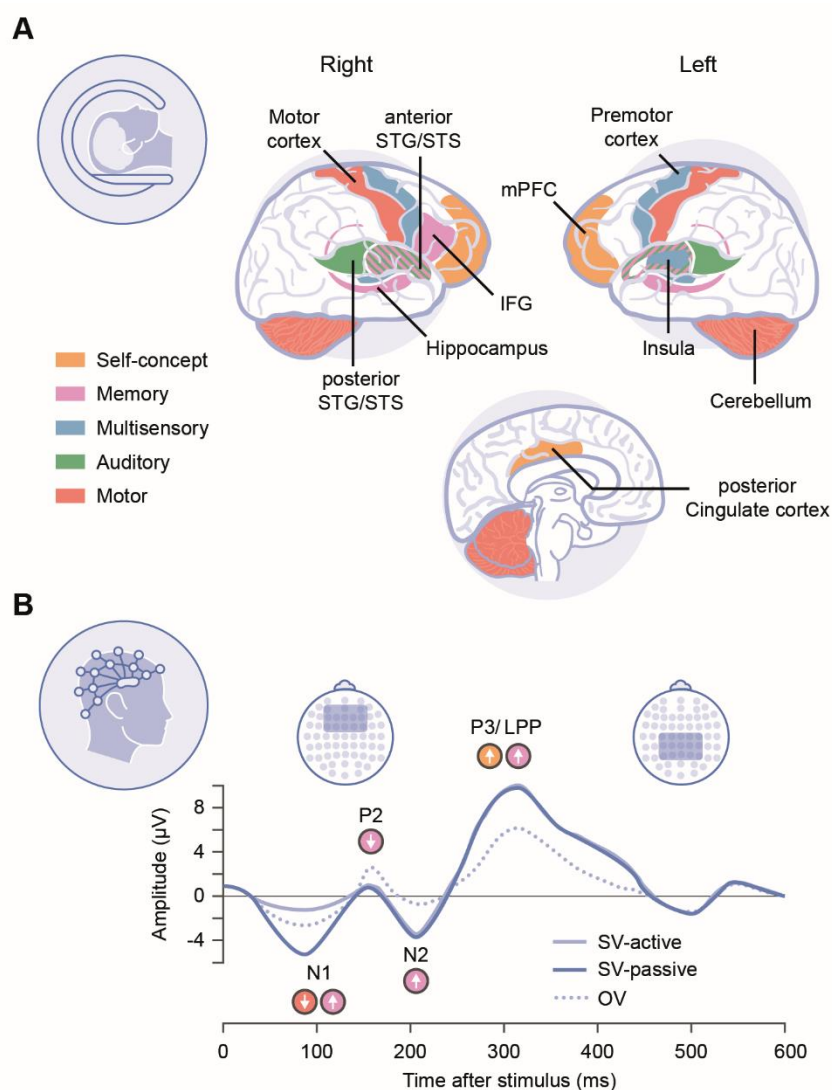 A
Right
Left
Motor
cortex
anterior
STG/STS
Premotor
cortex
mPFC
IFG
Hippocampus
posterior
STG/STS
Insula
Cerebellum
Self-concept
Memory
Multisensory
Auditory
Motor
posterior
Cingulate cortex
B
P3/ LPP
P2
Amplitude (µV)
8
4
0
-4
N1
N2
SV-active
SV-passive
OV
0 100 200 300 400 500 600
Time after stimulus (ms)